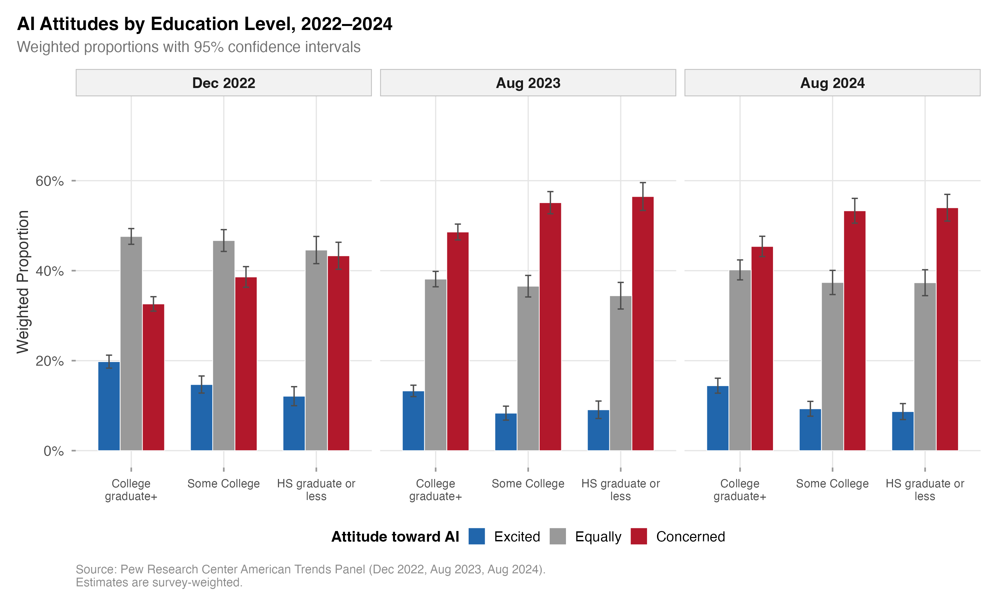 AI Attitudes by Education Level, 2022–2024
Weighted proportions with 95% confidence intervals
Dec 2022
Aug 2023
Aug 2024
Weighted Proportion
60%
40%
20%
0%
College
graduate+
Some College
HS graduate or
less
College
graduate+
Some College
HS graduate or
less
College
graduate+
Some College
HS graduate or
less
Attitude toward AI
Excited
Equally
Concerned
Source: Pew Research Center American Trends Panel (Dec 2022, Aug 2023, Aug 2024).
Estimates are survey-weighted.